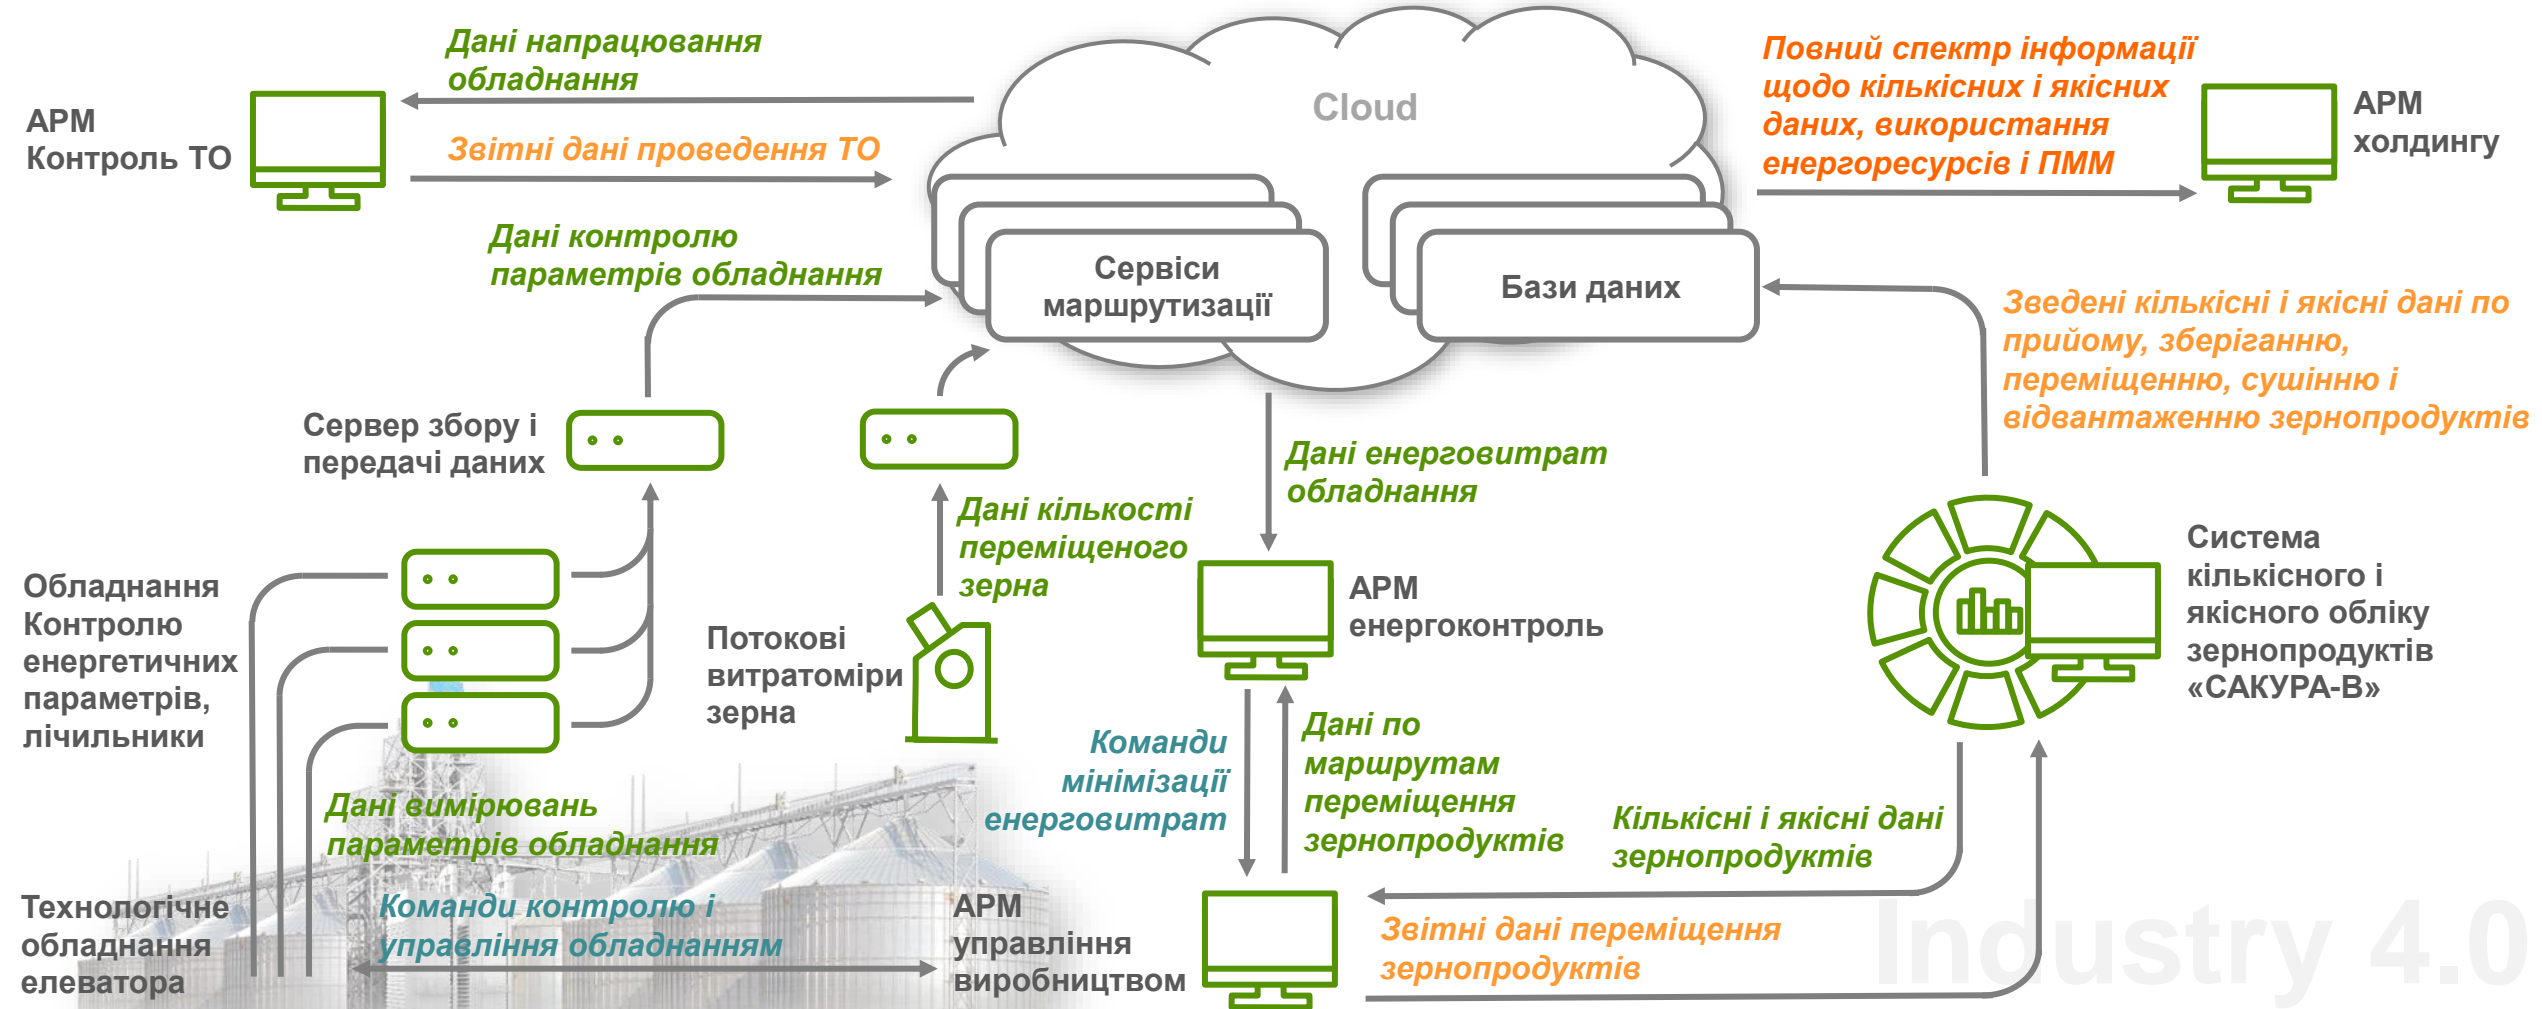 Дані напрацювання
обладнання
АРМ
Контроль ТО
Звітні дані проведення ТО
Cloud
Повний спектр інформації
щодо кількісних і якісних
даних, використання
енергоресурсів і ПММ
АРМ
холдингу
Дані контролю
параметрів обладнання
Сервіси
маршрутизації
Бази даних
Зведені кількісні і якісні дані по
прийому, зберіганню,
переміщенню, сушінню і
відвантаженню зернопродуктів
Сервер збору і
передачі даних
Дані енерговитрат
обладнання
Дані кількості
переміщеного
зерна
Обладнання
Контролю
енергетичних
параметрів,
лічильники
Потокові
витратоміри
зерна
АРМ
енергоконтроль
Система
кількісного і
якісного обліку
зернопродуктів
«САКУРА-В»
Команди
мінімізації
енерговитрат
Дані по
маршрутам
переміщення
зернопродуктів
Дані вимірювань
параметрів обладнання
Кількісні і якісні дані
зернопродуктів
Технологічне
обладнання
елеватора
Команди контролю і
управління обладнанням
АРМ
управління
виробництвом
Звітні дані переміщення
зернопродуктів
Industry 4.0